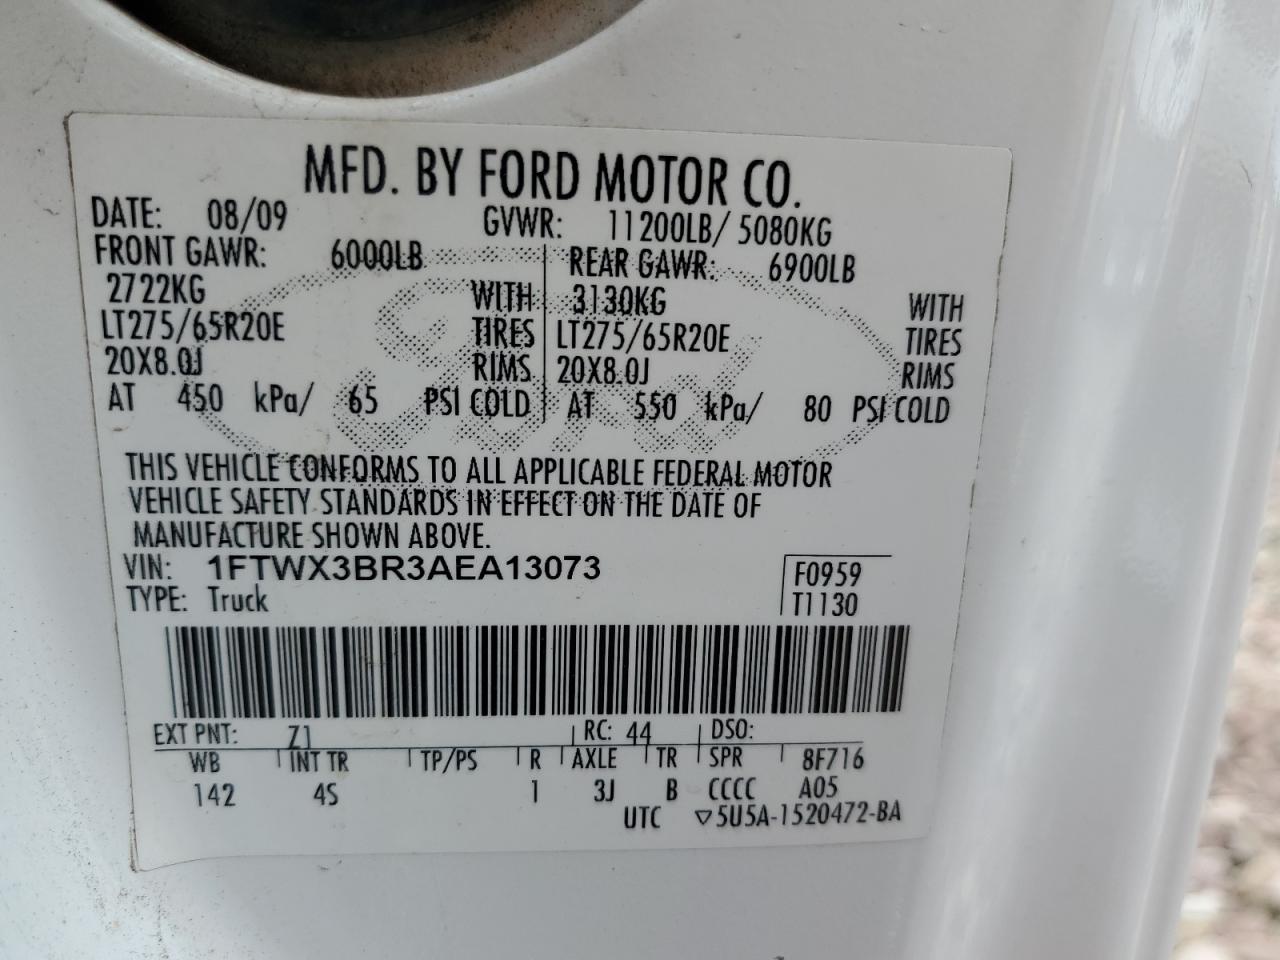 MFD. BY FORD MOTOR CO.
DATE: 08/09 GVWR: 11200LB/ 5080KG
FRONT GAWR: 6000LB REAR GAWR: 6900LB
2722KG WITH 3130KG WITH
LT275/65R20E TIRES LT275/65R20E TIRES
20X8.0J RIMS 20X8.0J RIMS
AT 450 kPa/ 65 PSI COLD AT 550 kPa/ 80 PSI COLD
Ford
THIS VEHICLE CONFORMS TO ALL APPLICABLE FEDERAL MOTOR
VEHICLE SAFETY STANDARDS IN EFFECT ON THE DATE OF
MANUFACTURE SHOWN ABOVE.
VIN: 1FTWX3BR3AEA13073 F0959
TYPE: Truck T1130
EXT PNT: Z1 RC: 44 DSO:
WB INT TR TP/PS R AXLE TR SPR 8F716
142 4S 1 3J B CCCC A05
UTC ▽5U5A-1520472-BA